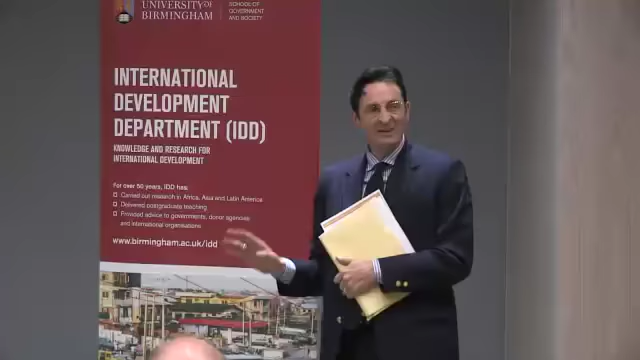 UNIVERSITY OF
BIRMINGHAM
SCHOOL OF
GOVERNMENT
AND SOCIETY
INTERNATIONAL
DEVELOPMENT
DEPARTMENT (IDD)
KNOWLEDGE AND RESEARCH FOR
INTERNATIONAL DEVELOPMENT
For over 50 years, IDD has:
Carried out research in Africa, Asia and Latin America
Delivered postgraduate teaching
Provided advice to governments, donor agencies
and international organisations
www.birmingham.ac.uk/idd